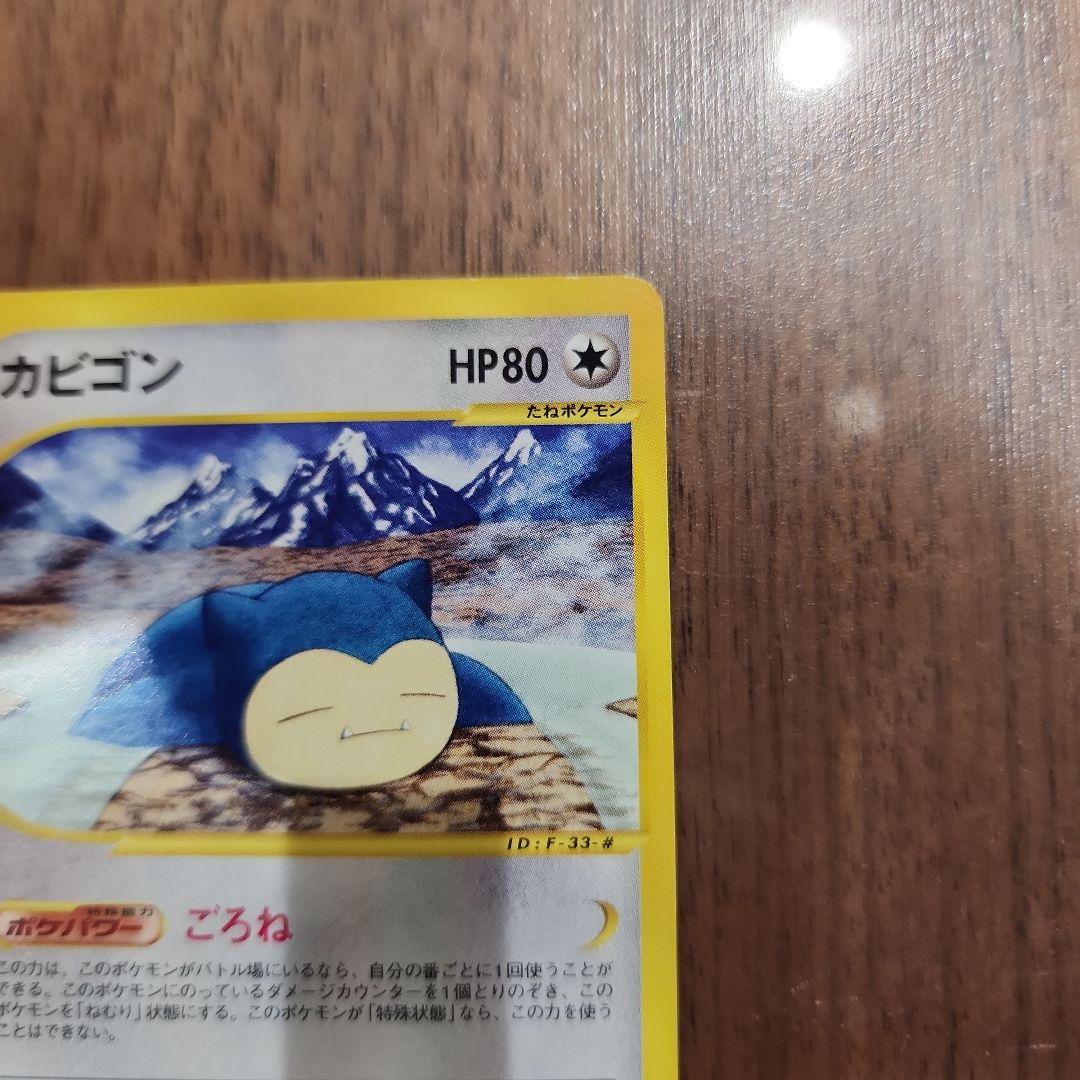 カビゴン HP80
たねポケモン
ID:F-33-#
特殊能力
ポケパワー ごろね
この力は、このポケモンがバトル場にいるなら、自分の番ごとに1回使うことが
できる。このポケモンにのっているダメージカウンターを1個とりのぞき、この
ポケモンを「ねむり」状態にする。このポケモンが「特殊状態」なら、この力を使う
ことはできない。